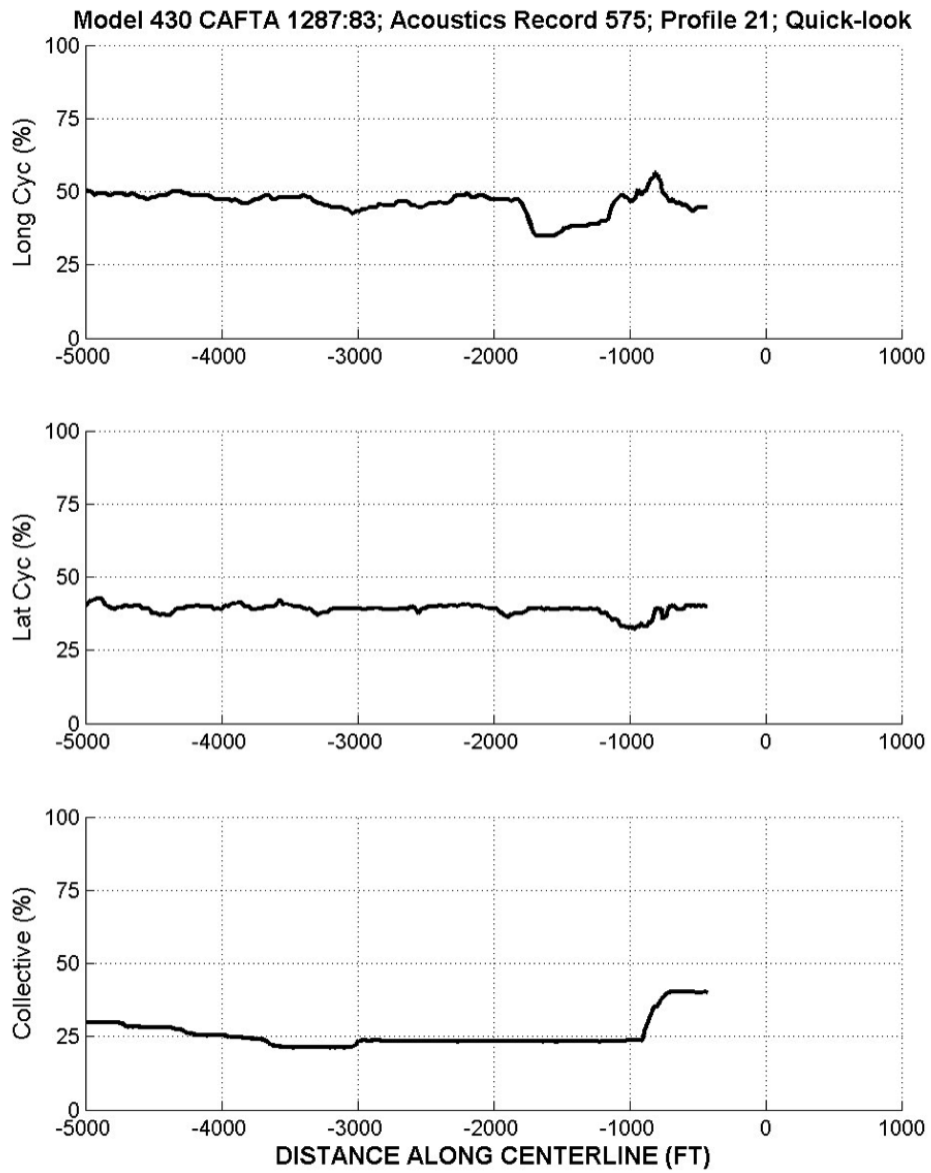 Model 430 CAFTA 1287:83; Acoustics Record 575; Profile 21; Quick-look
100
75
50
25
0
Long Cyc (%)
-5000 -4000 -3000 -2000 -1000 0 1000
100
75
50
25
0
Lat Cyc (%)
-5000 -4000 -3000 -2000 -1000 0 1000
100
75
50
25
0
Collective (%)
-5000 -4000 -3000 -2000 -1000 0 1000
DISTANCE ALONG CENTERLINE (FT)